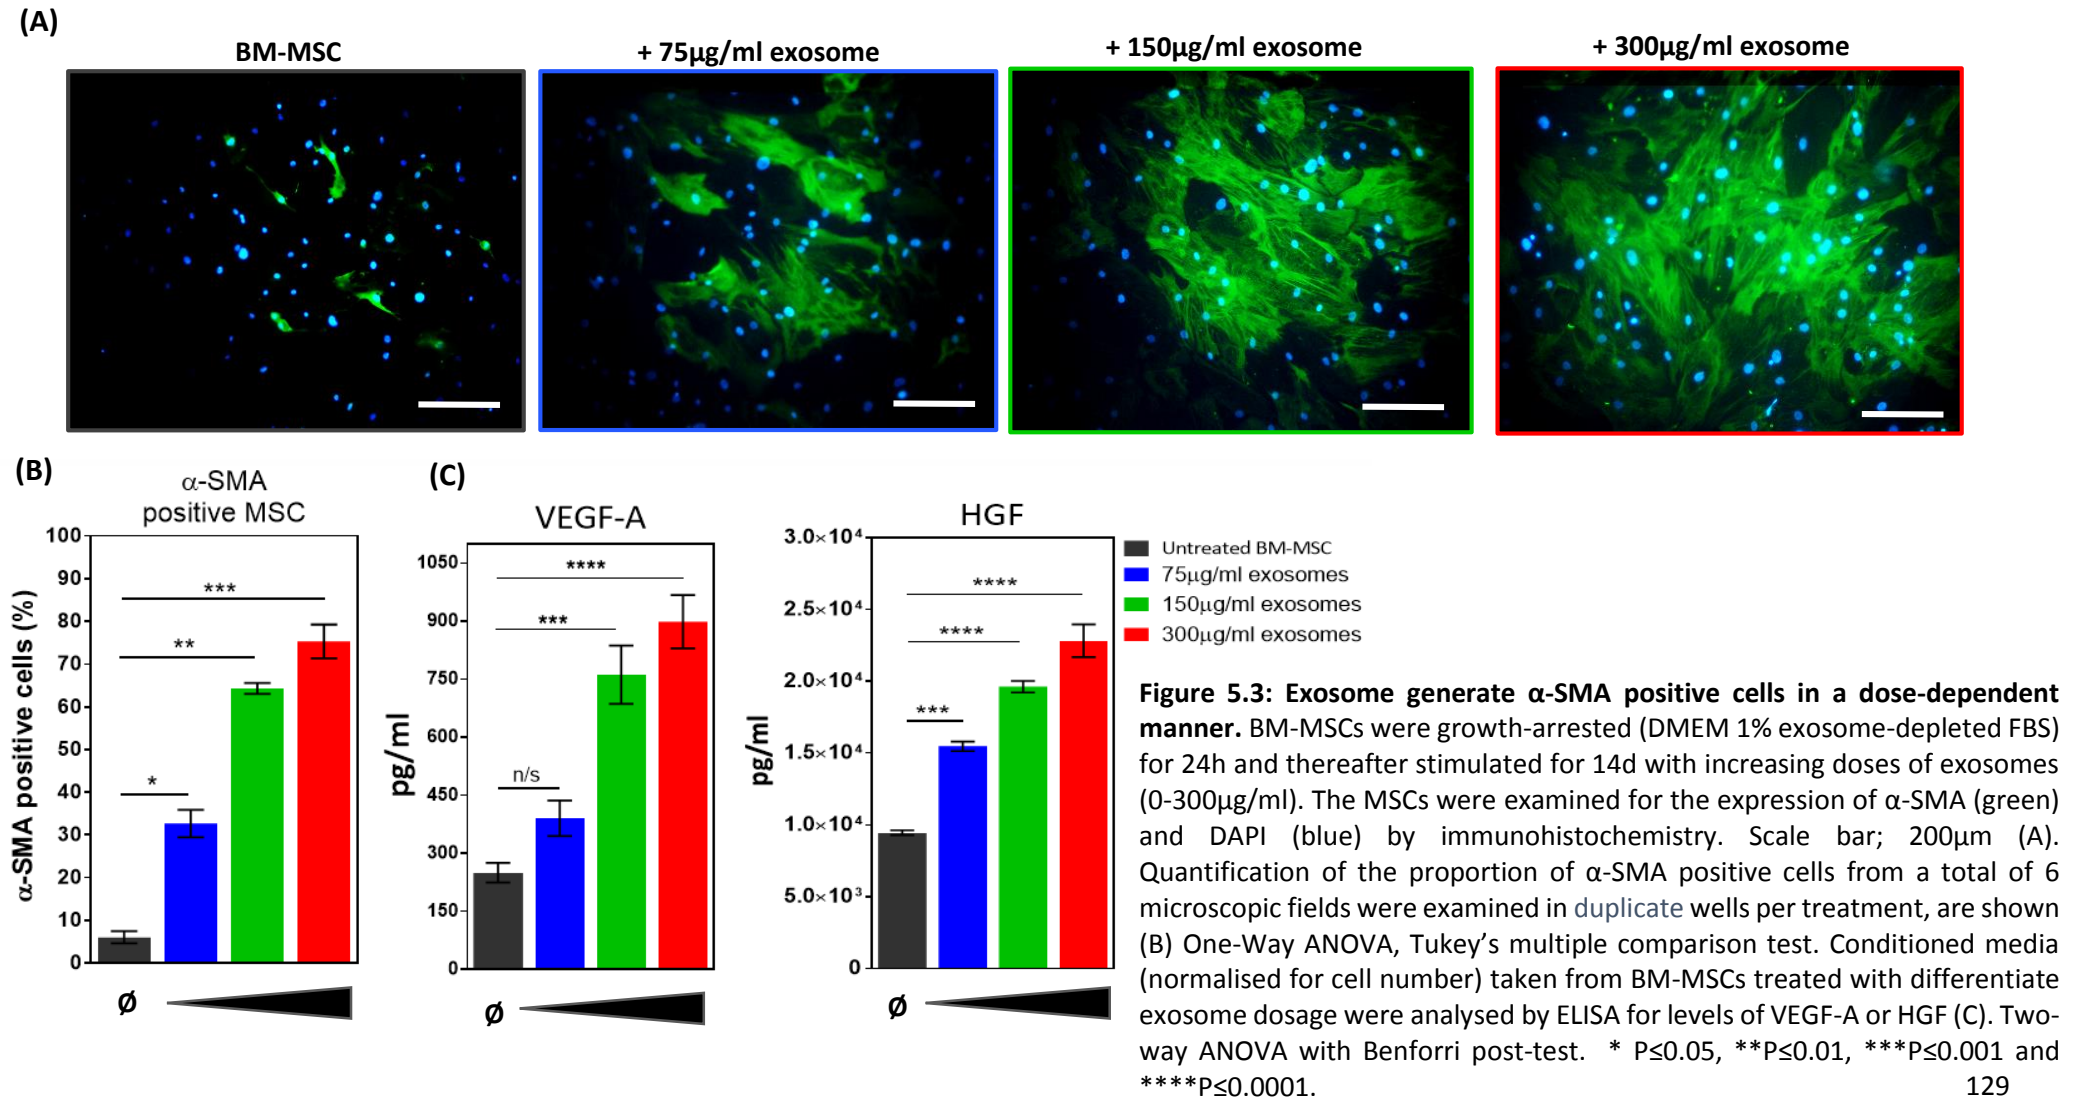 (A)
BM-MSC
+ 75µg/ml exosome
+ 150µg/ml exosome
+ 300µg/ml exosome
(B)
α-SMA
positive MSC
α-SMA positive cells (%)
100
90
80
70
60
50
40
30
20
10
0
***
**
*
Ø
(C)
VEGF-A
pg/ml
1050
900
750
600
450
300
150
0
****
***
n/s
Ø
HGF
pg/ml
3.0×10⁴
2.5×10⁴
2.0×10⁴
1.5×10⁴
1.0×10⁴
5.0×10³
0
****
****
***
Ø
Untreated BM-MSC
75µg/ml exosomes
150µg/ml exosomes
300µg/ml exosomes
Figure 5.3: Exosome generate α-SMA positive cells in a dose-dependent
manner. BM-MSCs were growth-arrested (DMEM 1% exosome-depleted FBS)
for 24h and thereafter stimulated for 14d with increasing doses of exosomes
(0-300µg/ml). The MSCs were examined for the expression of α-SMA (green)
and DAPI (blue) by immunohistochemistry. Scale bar; 200µm (A).
Quantification of the proportion of α-SMA positive cells from a total of 6
microscopic fields were examined in duplicate wells per treatment, are shown
(B) One-Way ANOVA, Tukey’s multiple comparison test. Conditioned media
(normalised for cell number) taken from BM-MSCs treated with differentiate
exosome dosage were analysed by ELISA for levels of VEGF-A or HGF (C). Two-
way ANOVA with Benforri post-test. * P≤0.05, **P≤0.01, ***P≤0.001 and
****P≤0.0001.
129